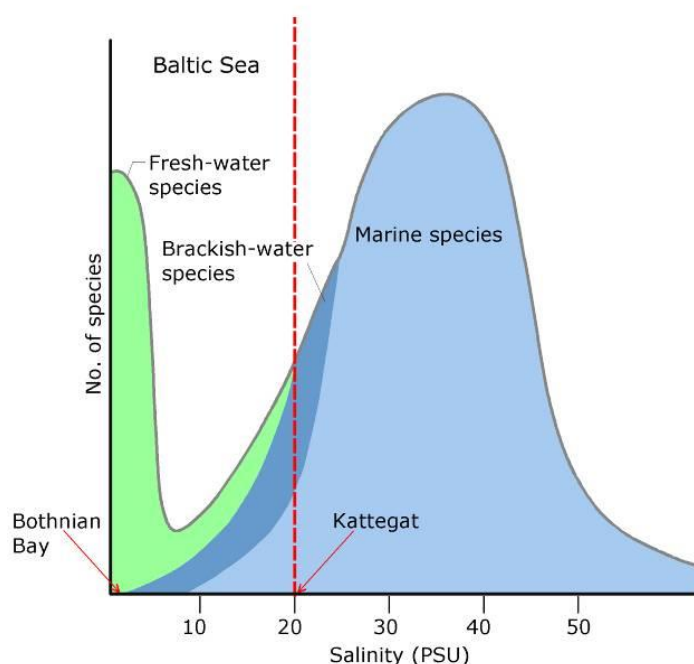 Baltic Sea
Fresh-water
species
Brackish-water
species
Marine species
No. of species
Bothnian
Bay
Kattegat
10
20
30
40
50
Salinity (PSU)